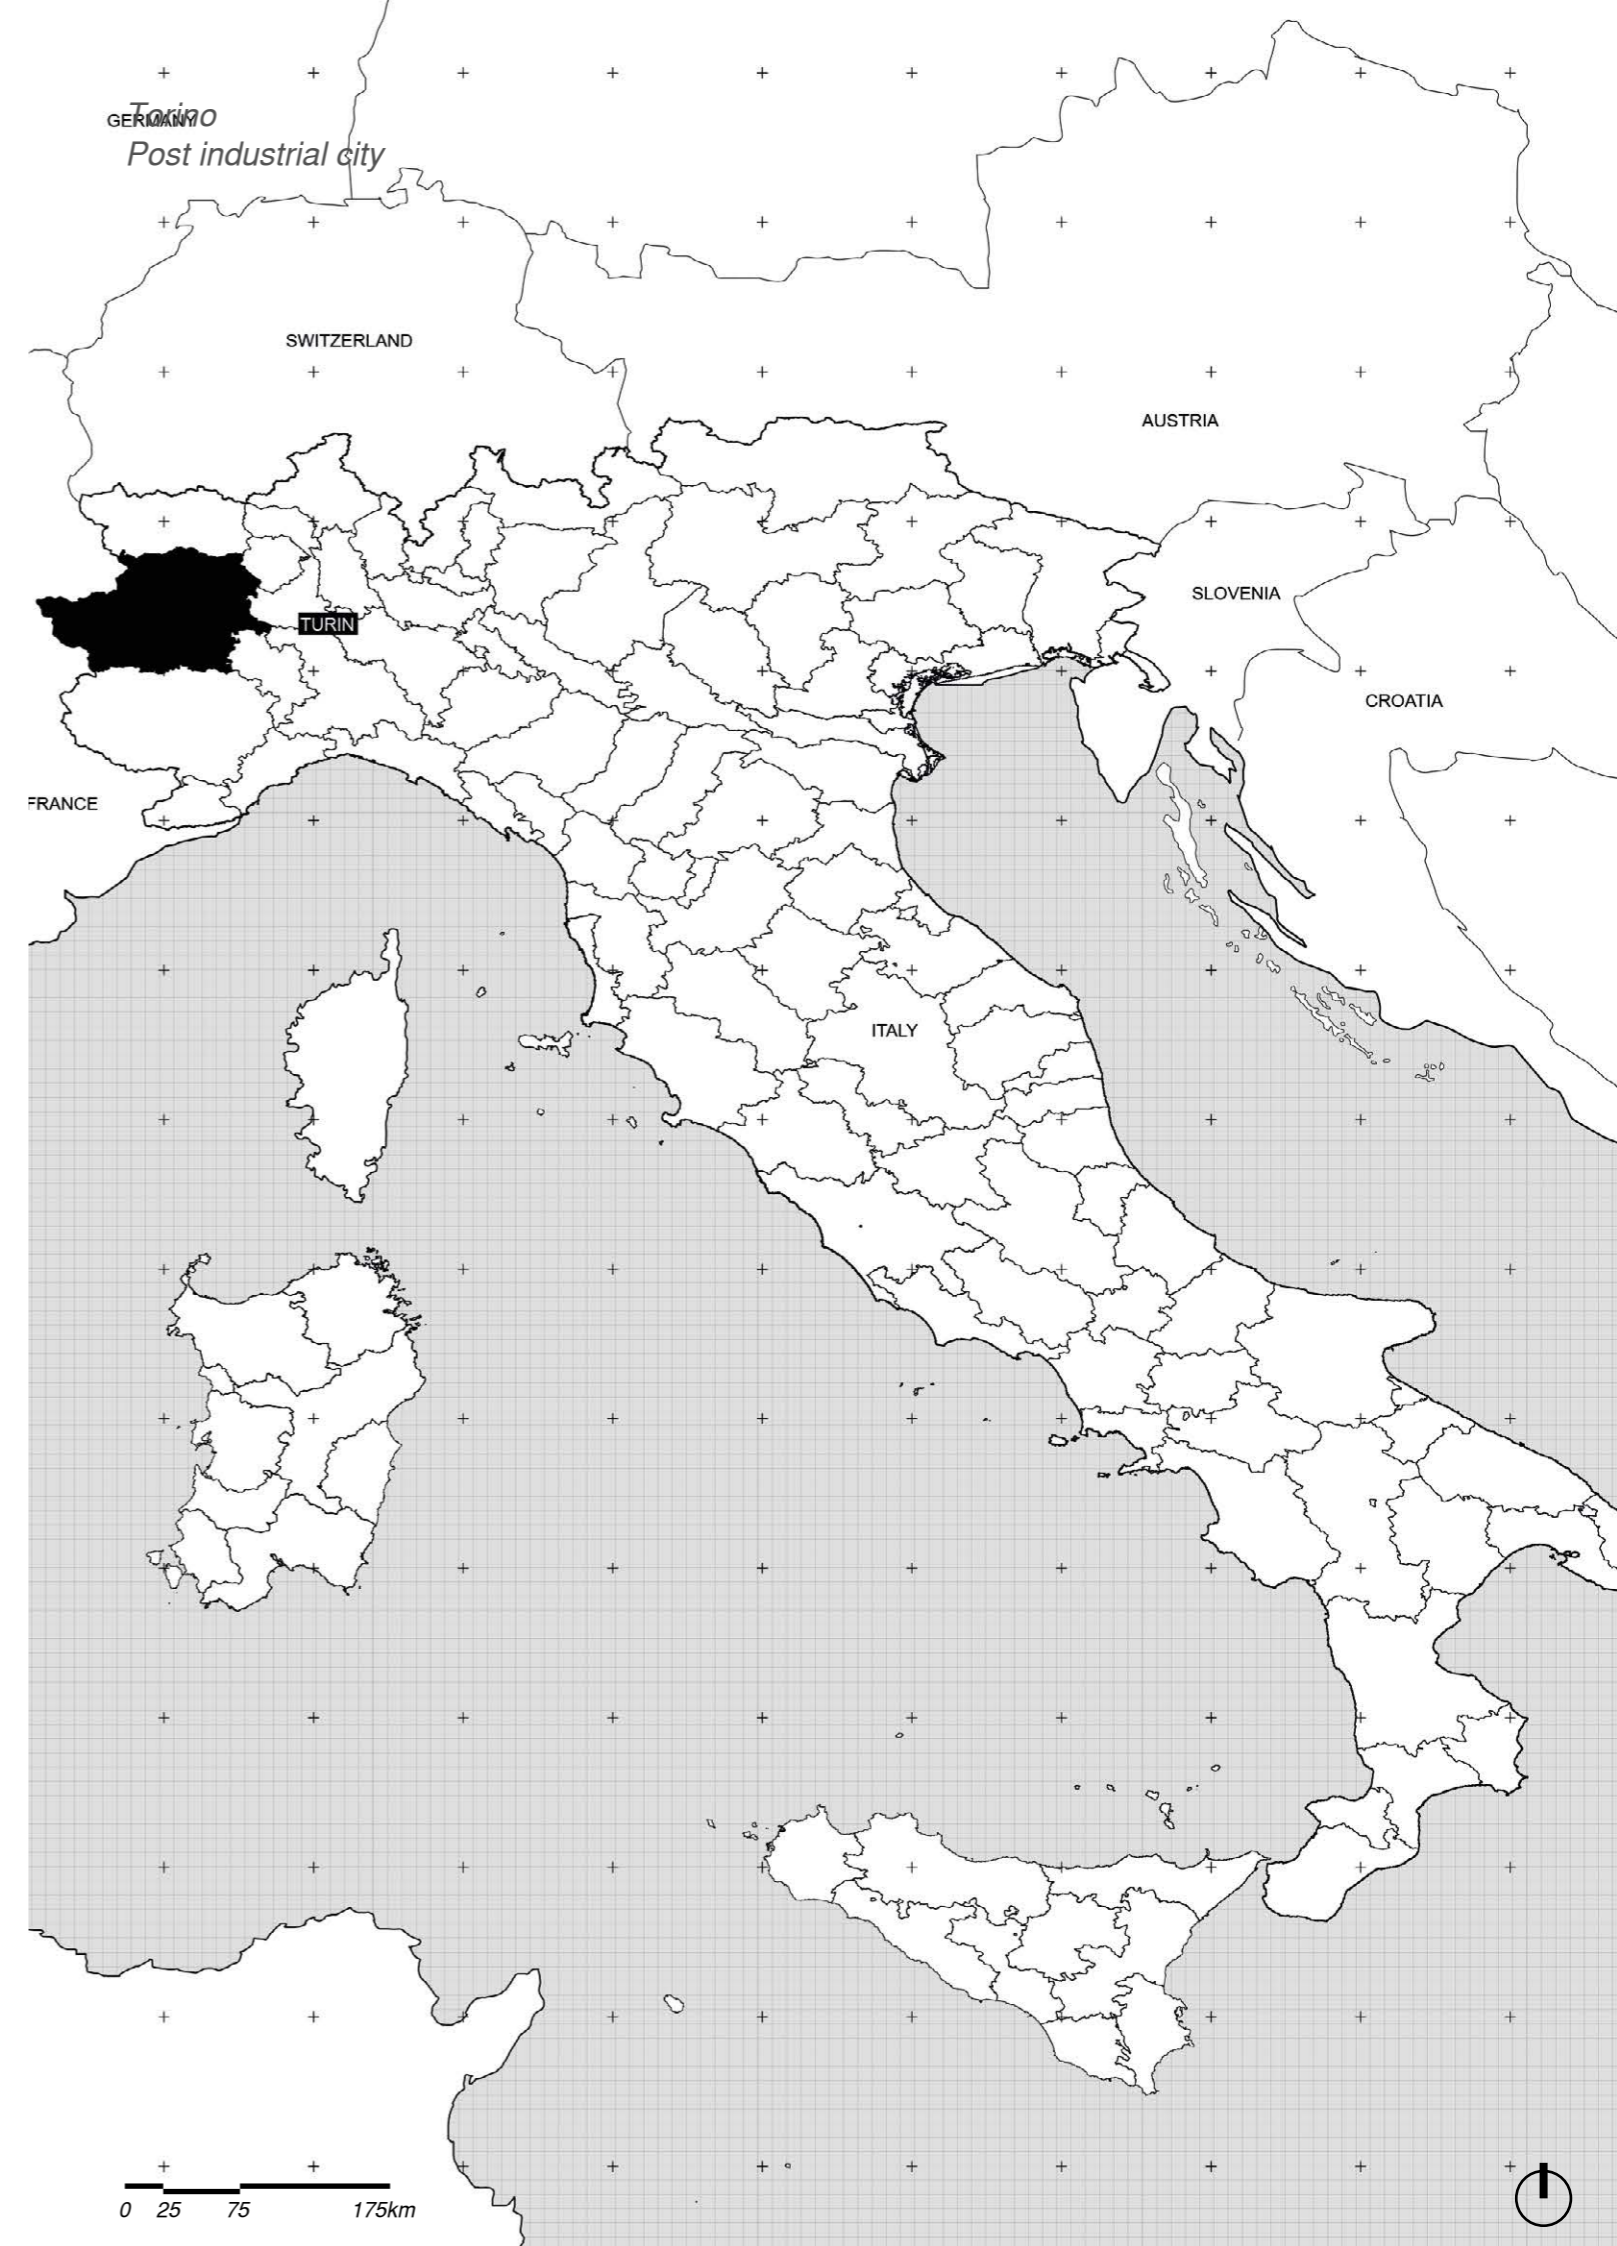 Torino
GERMANY
Post industrial city
SWITZERLAND
AUSTRIA
SLOVENIA
TURIN
CROATIA
FRANCE
ITALY
0 25 75 175km